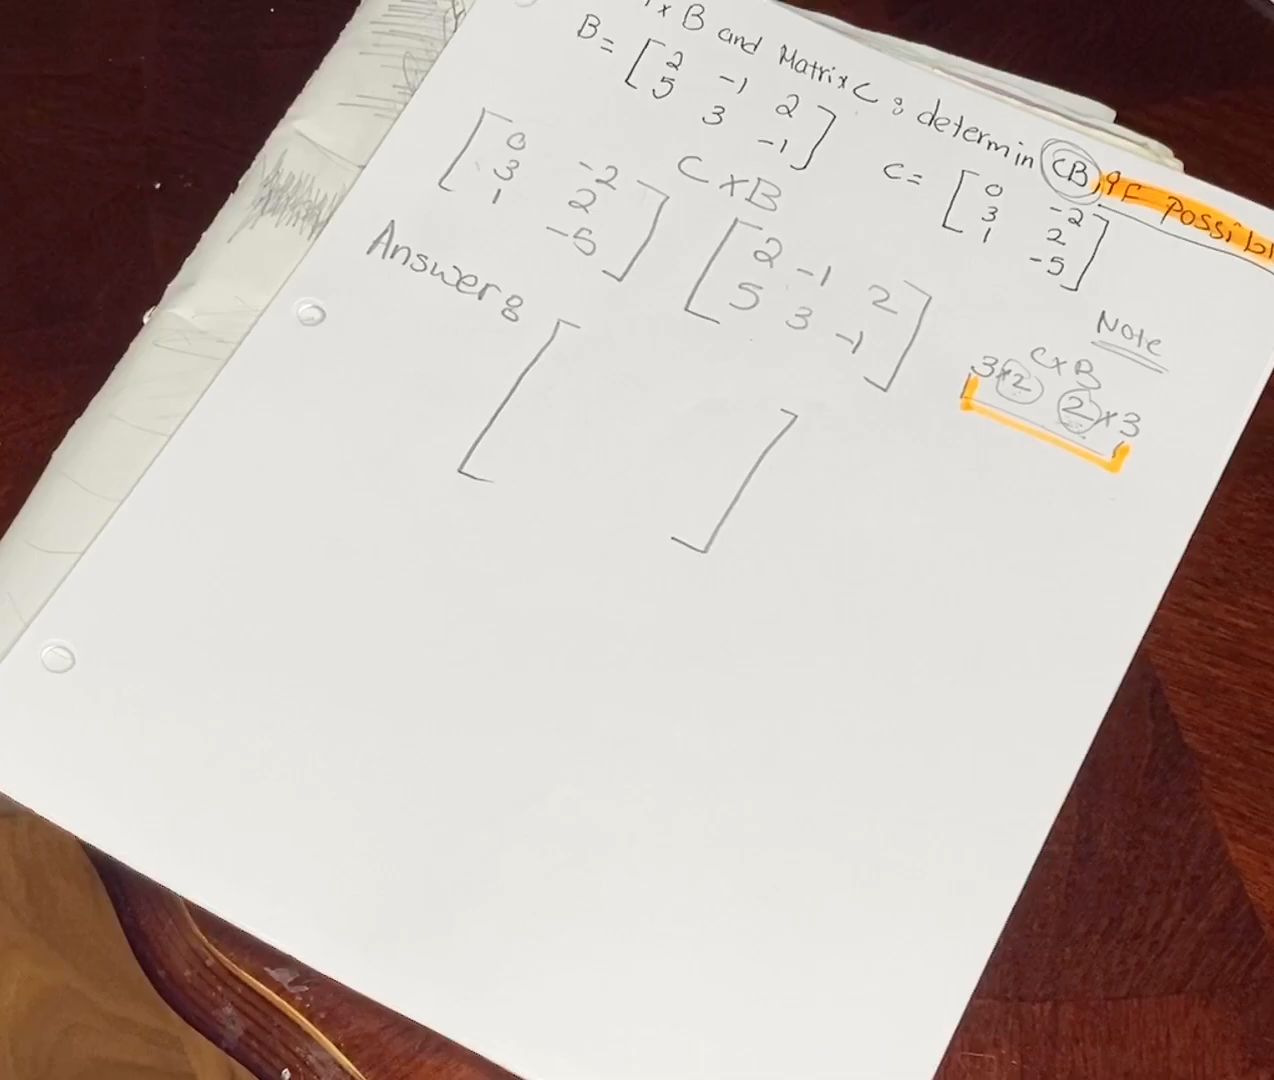 x B and Matrix C : determin CB, if possibl
B = [ 2 -1 2
5 3 -1 ]
C = [ 0 -2
3 2
1 -5 ]
C x B
[ 0 -2
3 2
1 -5 ]
[ 2 -1 2
5 3 -1 ]
Answer :
[ ]
Note
C x B
3x2 2x3